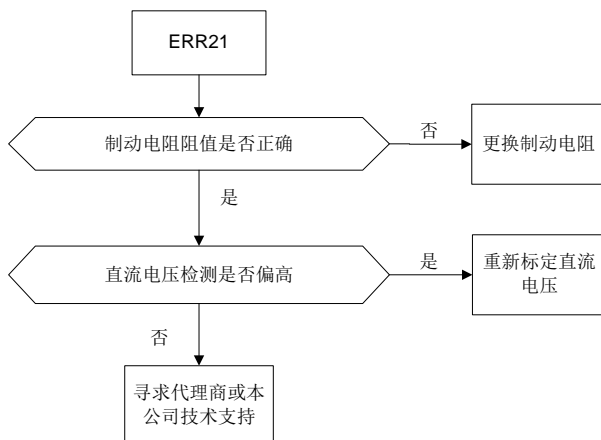 ERR21
制动电阻阻值是否正确
否
更换制动电阻
是
直流电压检测是否偏高
是
重新标定直流
电压
否
寻求代理商或本
公司技术支持